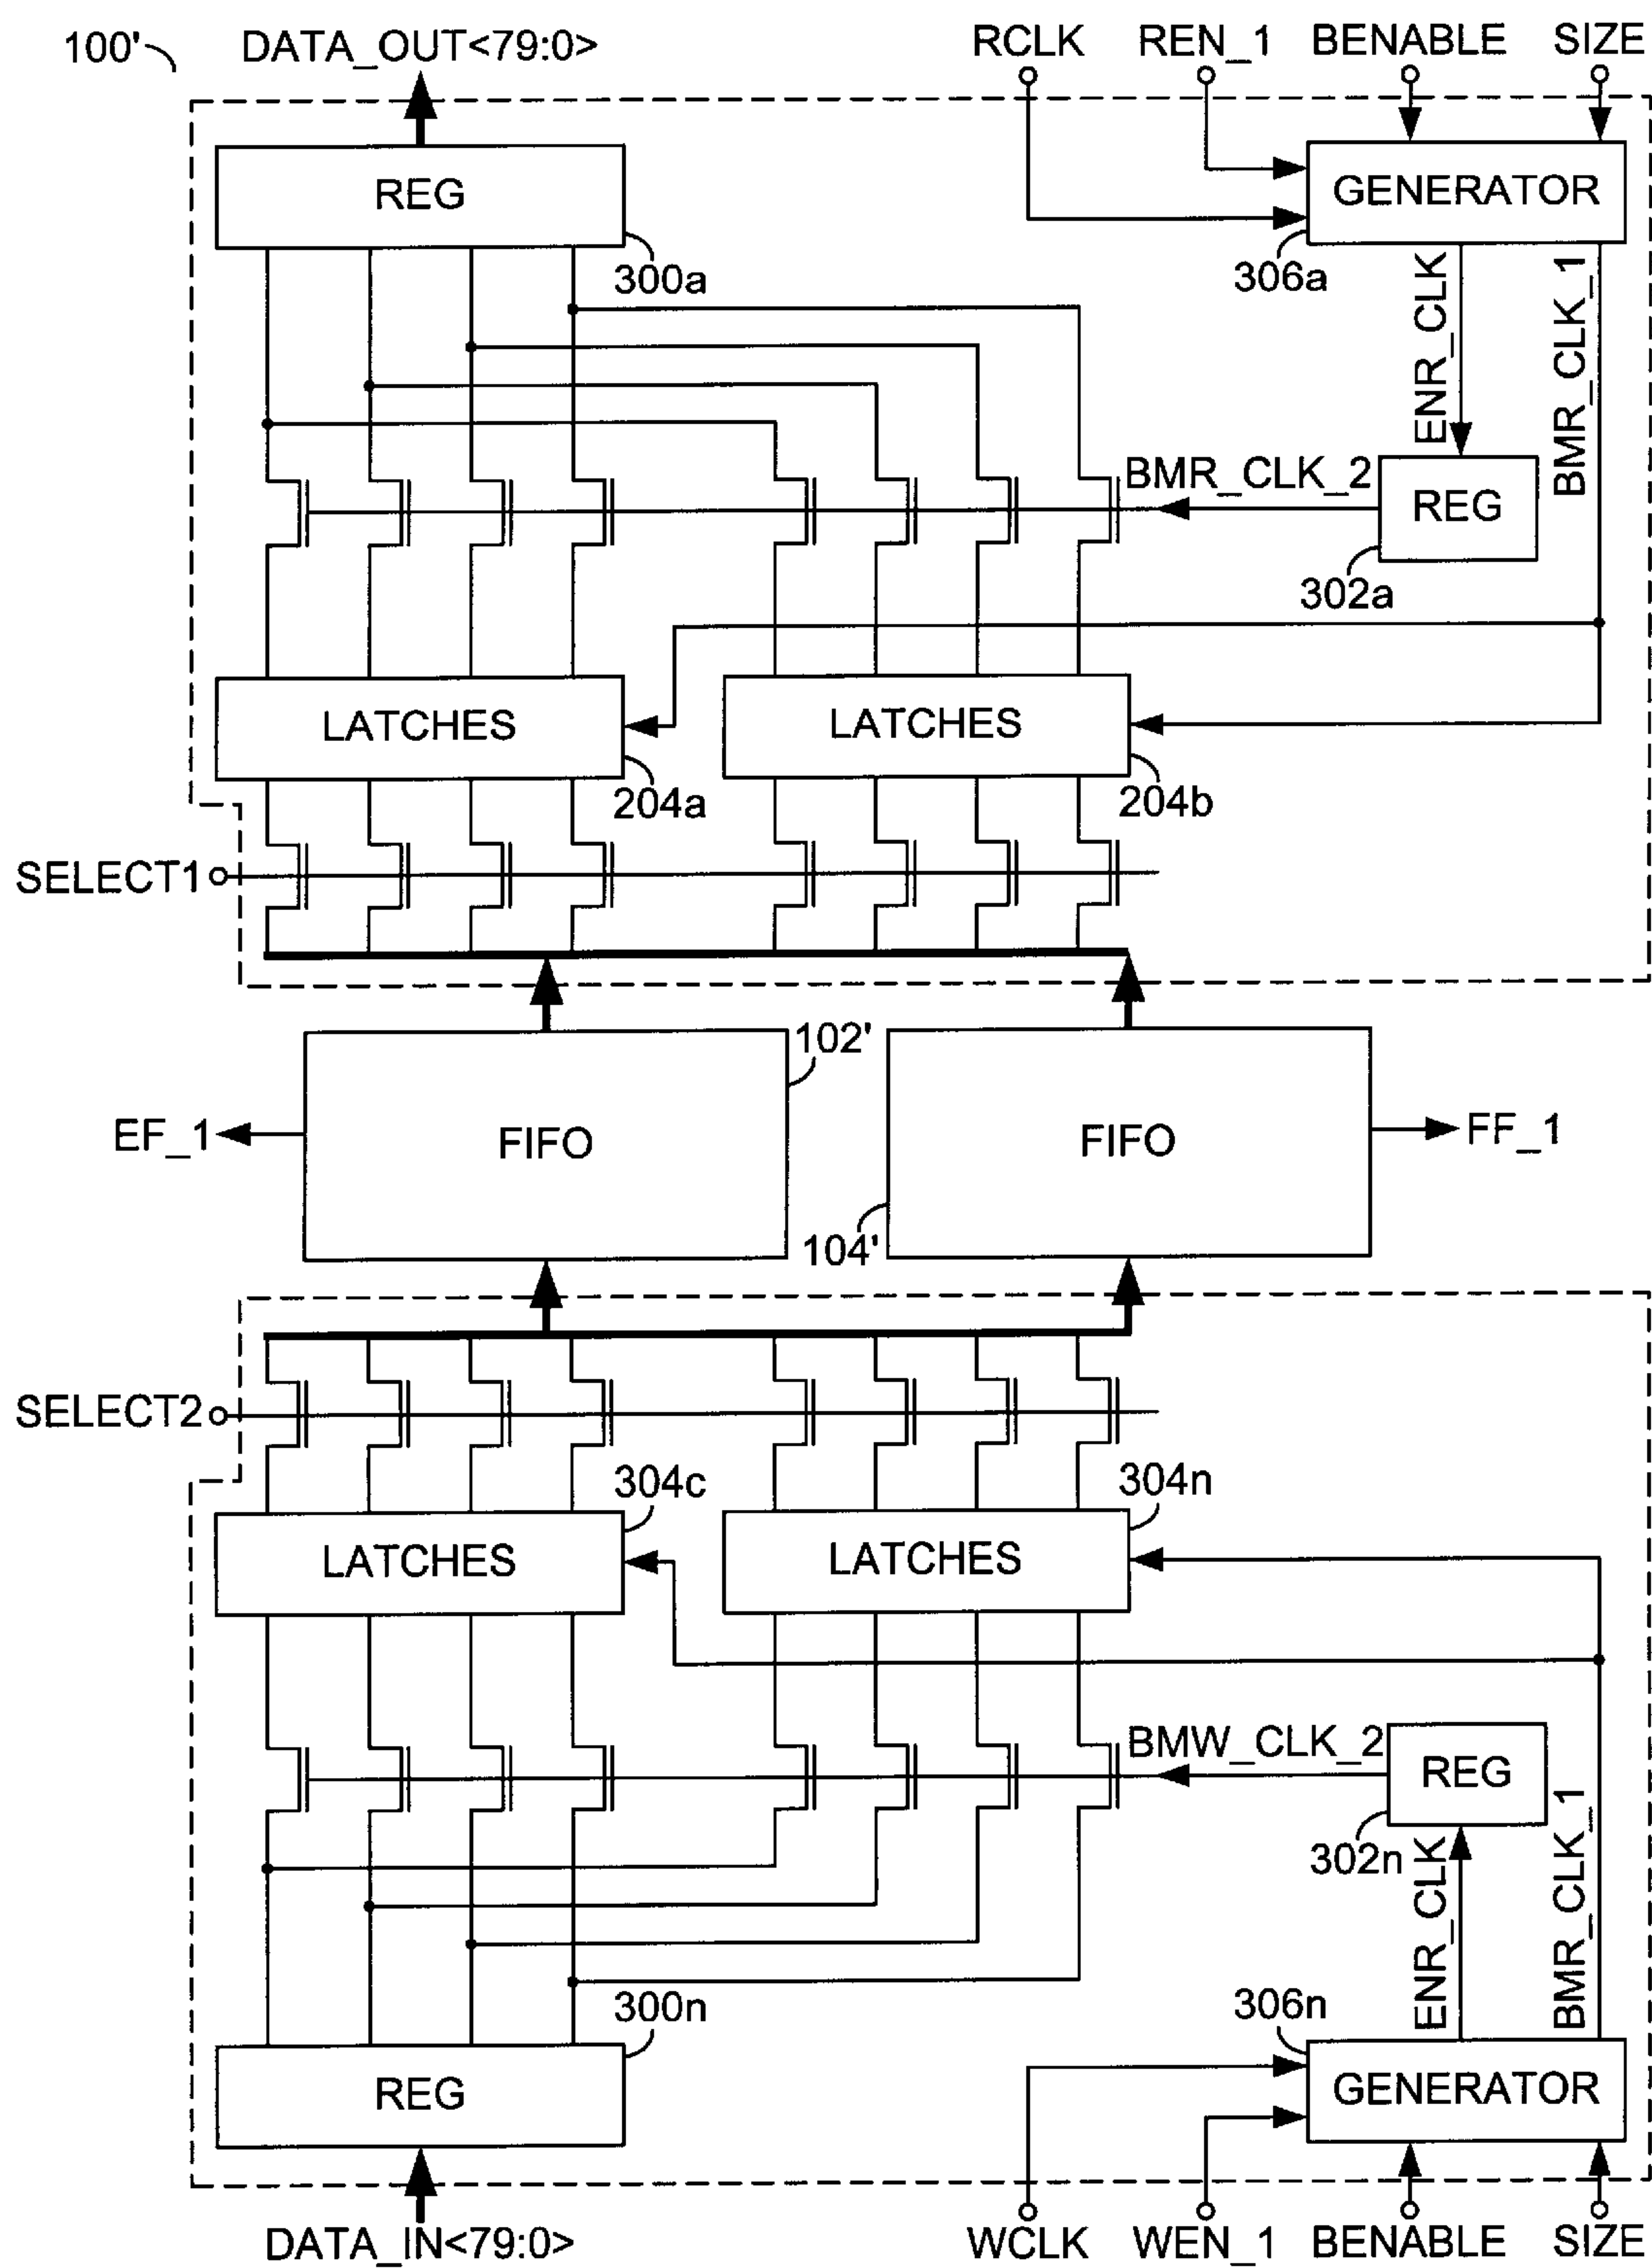 100'
DATA_OUT<79:0>
RCLK
REN_1
BENABLE
SIZE
REG
300a
GENERATOR
306a
ENR_CLK
BMR_CLK_1
BMR_CLK_2
REG
302a
LATCHES
204a
LATCHES
204b
SELECT1
FIFO
102'
FIFO
104'
EF_1
FF_1
SELECT2
304c
LATCHES
304n
LATCHES
BMW_CLK_2
REG
302n
ENR_CLK
BMR_CLK_1
300n
REG
306n
GENERATOR
DATA_IN<79:0>
WCLK
WEN_1
BENABLE
SIZE